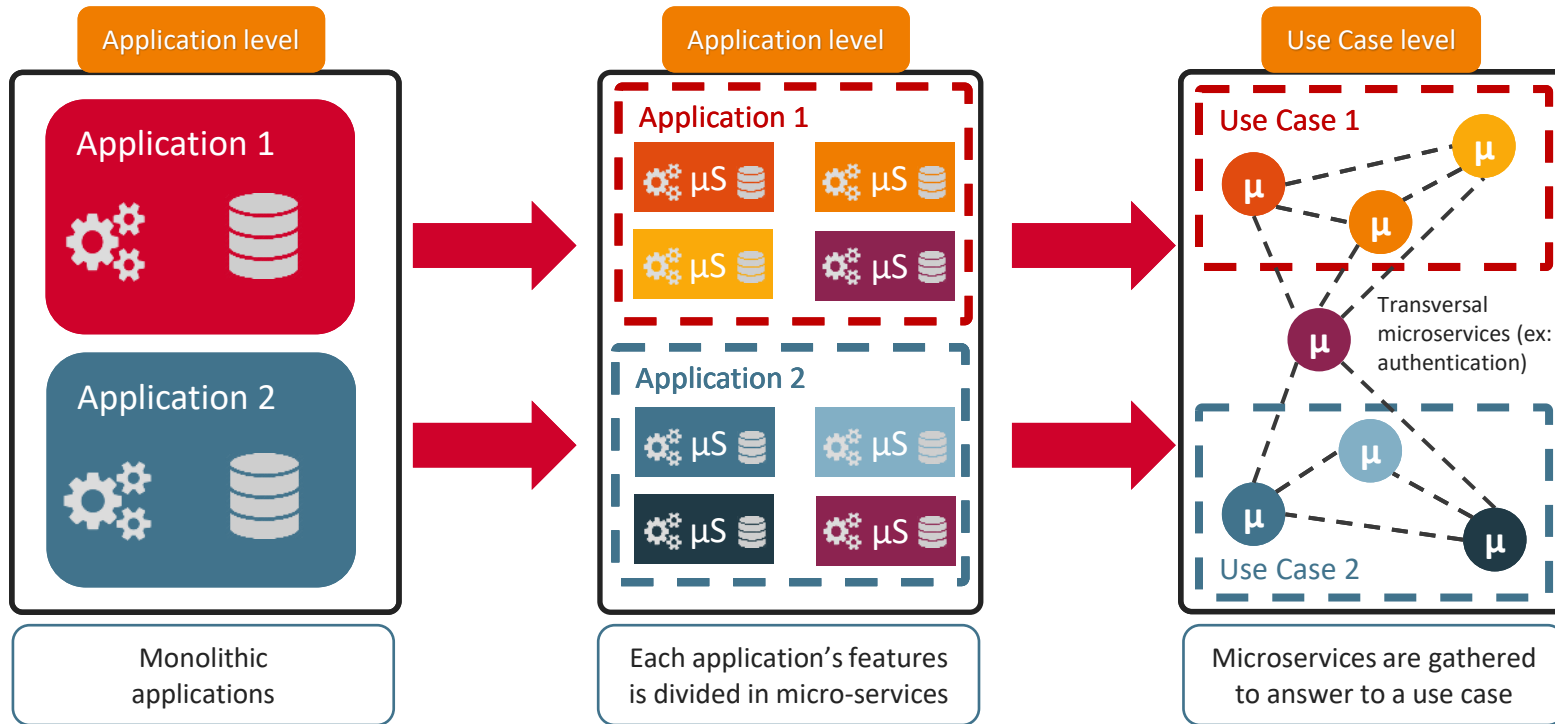 Application level
Application 1
Application 2
Monolithic
applications
Application level
Application 1
µS
µS
µS
µS
Application 2
µS
µS
µS
µS
Each application’s features
is divided in micro-services
Use Case level
Use Case 1
µ
µ
µ
Transversal
microservices (ex:
authentication)
µ
µ
µ
µ
Use Case 2
Microservices are gathered
to answer to a use case